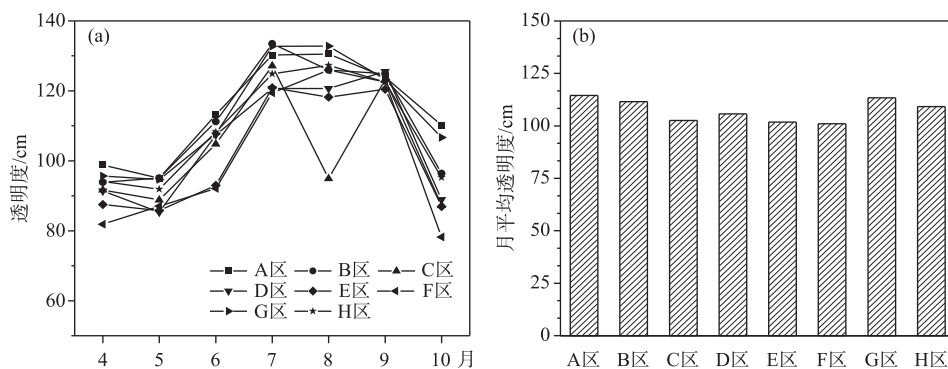 (a)
透明度/cm
140
120
100
80
60
A区 B区 C区
D区 E区 F区
G区 H区
4 5 6 7 8 9 10 月
(b)
月平均透明度/cm
150
125
100
75
50
25
0
A区 B区 C区 D区 E区 F区 G区 H区